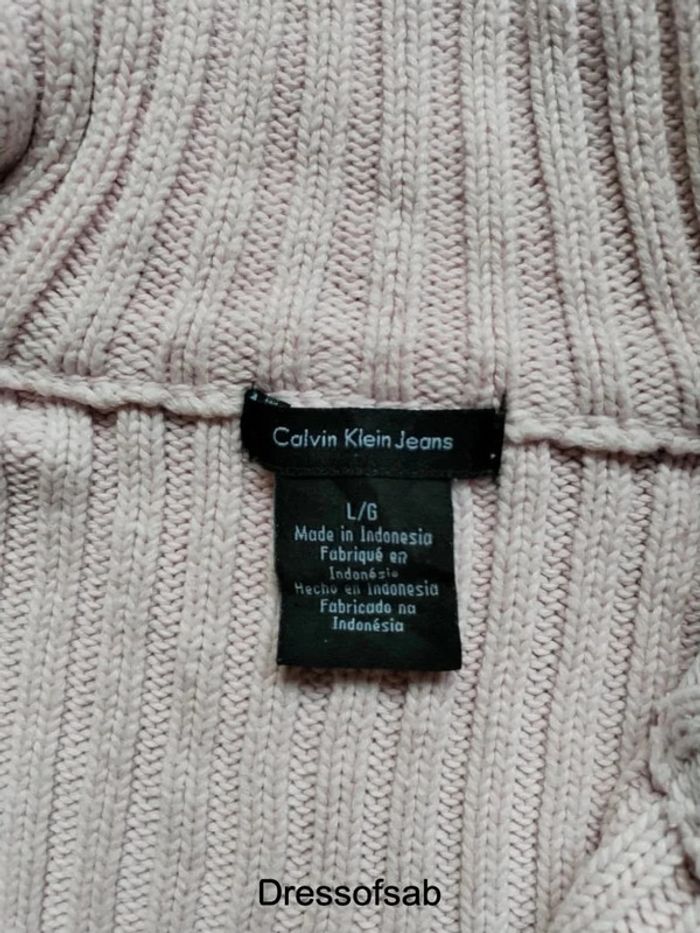 Calvin Klein Jeans
L/G
Made in Indonesia
Fabriqué en
Indonésie
Hecho en Indonesia
Fabricado na
Indonésia
Dressofsab